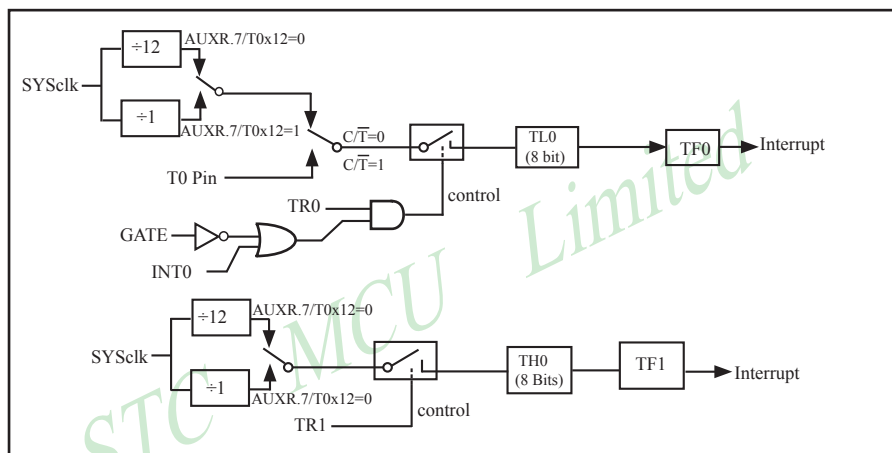 ÷12
AUXR.7/T0x12=0
SYSclk
÷1
AUXR.7/T0x12=1
C/T̅=0
C/T̅=1
TL0
(8 bit)
TF0
Interrupt
T0 Pin
control
TR0
GATE
INT0
÷12
AUXR.7/T0x12=0
SYSclk
÷1
AUXR.7/T0x12=0
TH0
(8 Bits)
TF1
Interrupt
control
TR1
STC MCU Limited